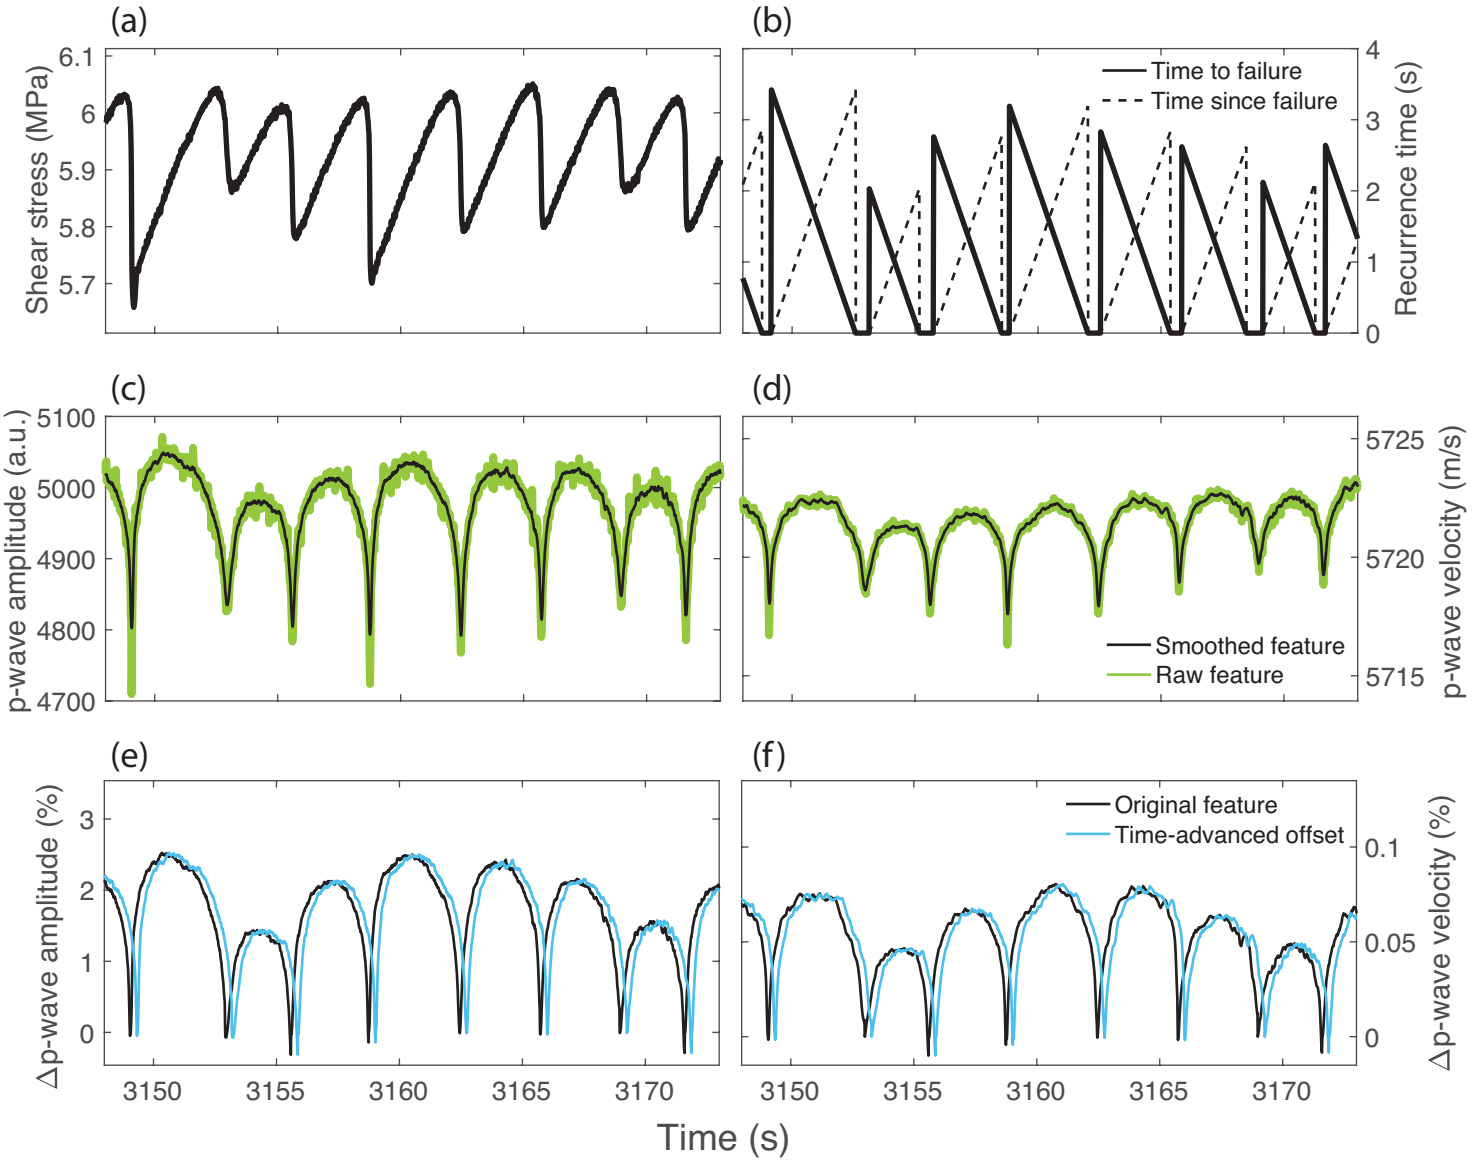 (a)
(b)
6.1
6
5.9
5.8
5.7
Shear stress (MPa)
Time to failure
Time since failure
4
3
2
1
0
Recurrence time (s)
(c)
(d)
5100
5000
4900
4800
4700
p-wave amplitude (a.u.)
Smoothed feature
Raw feature
5725
5720
5715
p-wave velocity (m/s)
(e)
(f)
3
2
1
0
Δp-wave amplitude (%)
Original feature
Time-advanced offset
0.1
0.05
0
Δp-wave velocity (%)
3150 3155 3160 3165 3170
3150 3155 3160 3165 3170
Time (s)